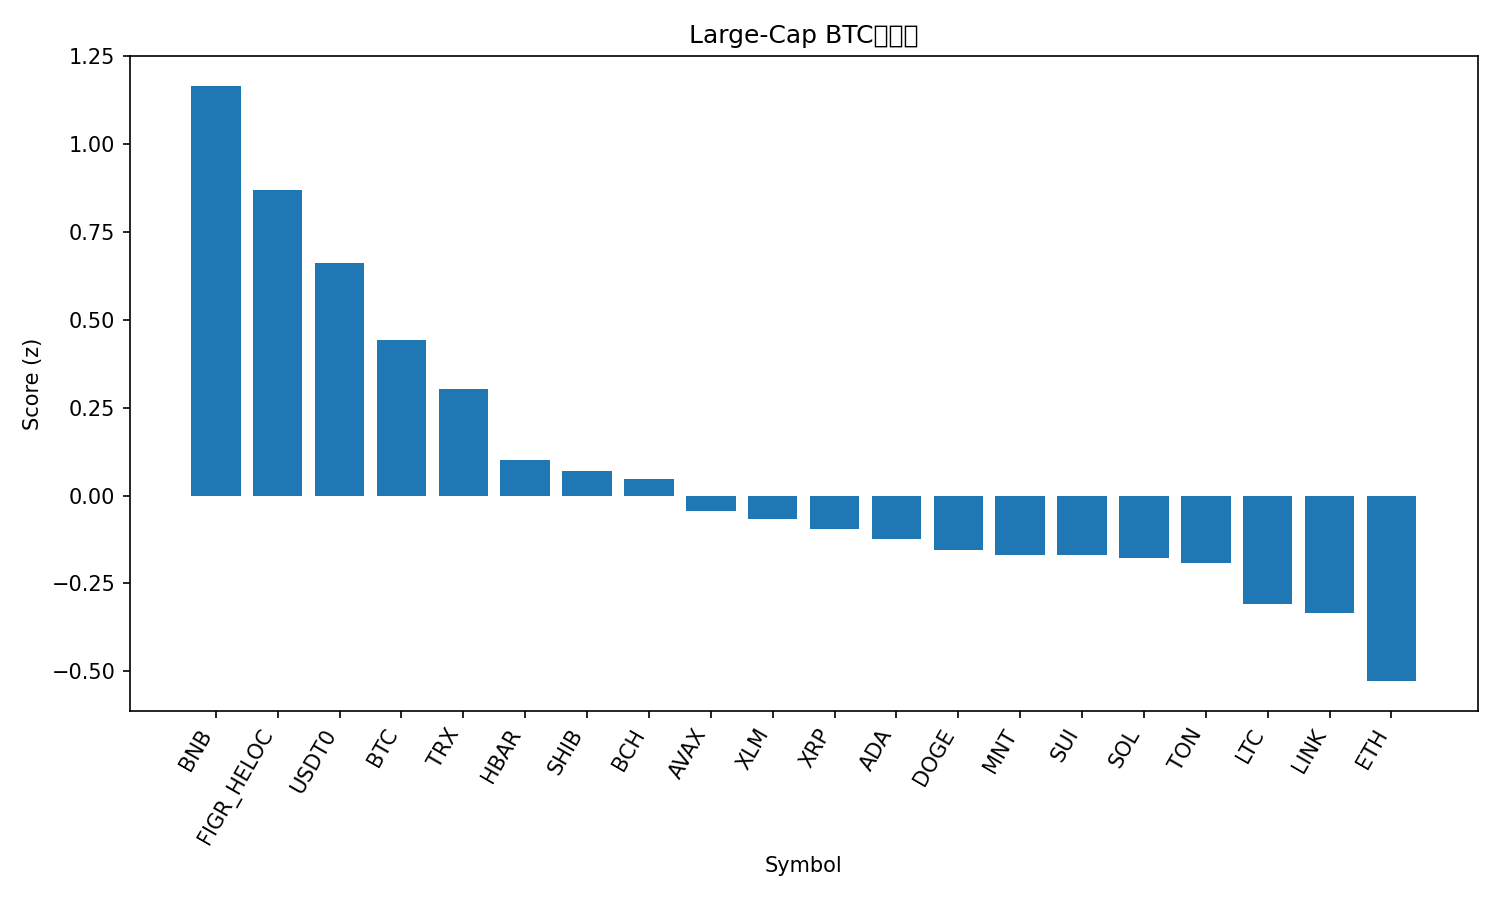 Large-Cap BTC
1.25
1.00
0.75
0.50
0.25
0.00
−0.25
−0.50
Score (z)
BNB
FIGR_HELOC
USDT0
BTC
TRX
HBAR
SHIB
BCH
AVAX
XLM
XRP
ADA
DOGE
MNT
SUI
SOL
TON
LTC
LINK
ETH
Symbol